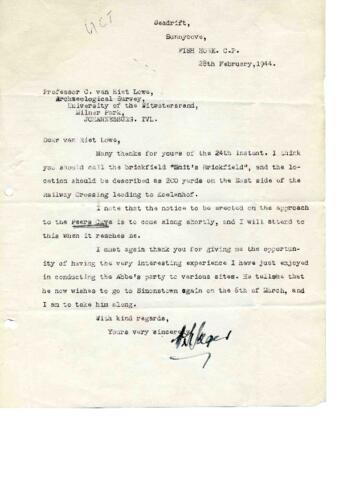 UCT
Seadrift,
Sunnycove,
FISH HOEK. C.P.
28th February, 1944.
Professor C. van Riet Lowe,
Archaeological Survey,
University of the Witwatersrand,
Milner Park,
JOHANNESBURG. TVL.
Dear van Riet Lowe,
Many thanks for yours of the 24th instant. I think
you should call the brickfield "Smit's Brickfield", and the lo-
cation should be described as 200 yards on the East side of the
Railway Crossing leading to Koelenhof.
I note that the notice to be erected on the approach
to the Peers Cave is to come along shortly, and I will attend to
this when it reaches me.
I must again thank you for giving me the opportun-
ity of having the very interesting experience I have just enjoyed
in conducting the Abbe's party to various sites. He tells me that
he now wishes to go to Simonstown again on the 6th of March, and
I am to take him along.
With kind regards,
Yours very sincerely,